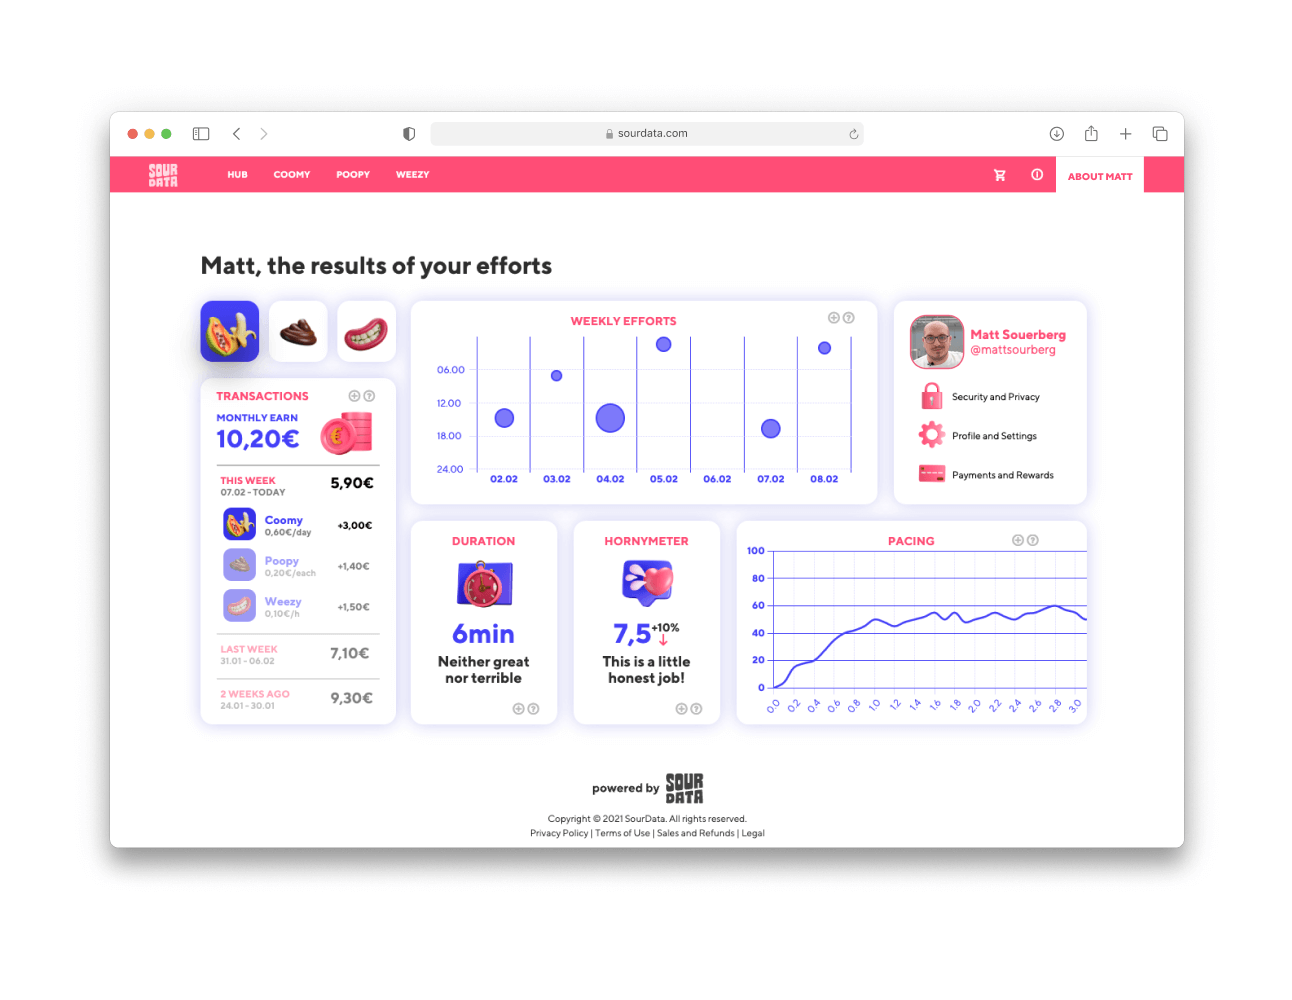 sourdata.com
SOUR DATA
HUB COOMY POOPY WEEZY
ABOUT MATT
Matt, the results of your efforts
TRANSACTIONS
MONTHLY EARN
10,20€
THIS WEEK
07.02 - TODAY
5,90€
Coomy
0,60€/day
+3,00€
Poopy
0,20€/each
+1,40€
Weezy
0,10€/h
+1,50€
LAST WEEK
31.01 - 06.02
7,10€
2 WEEKS AGO
24.01 - 30.01
9,30€
WEEKLY EFFORTS
06.00
12.00
18.00
24.00
02.02 03.02 04.02 05.02 06.02 07.02 08.02
Matt Souerberg
@mattsourberg
Security and Privacy
Profile and Settings
Payments and Rewards
DURATION
6min
Neither great
nor terrible
HORNYMETER
7,5 +10%
This is a little
honest job!
PACING
100
80
60
40
20
0
0.0 0.2 0.4 0.6 0.8 1.0 1.2 1.4 1.6 1.8 2.0 2.2 2.4 2.6 2.8 3.0
powered by SOUR DATA
Copyright © 2021 SourData. All rights reserved.
Privacy Policy | Terms of Use | Sales and Refunds | Legal